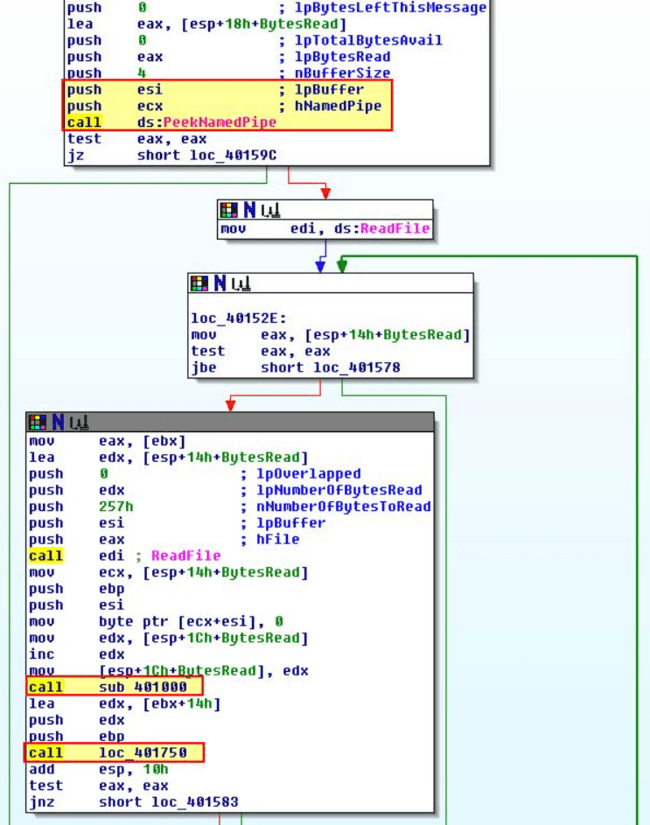 push 0 ; lpBytesLeftThisMessage
lea eax, [esp+18h+BytesRead]
push 0 ; lpTotalBytesAvail
push eax ; lpBytesRead
push 4 ; nBufferSize
push esi ; lpBuffer
push ecx ; hNamedPipe
call ds:PeekNamedPipe
test eax, eax
jz short loc_40159C
mov edi, ds:ReadFile
loc_40152E:
mov eax, [esp+14h+BytesRead]
test eax, eax
jbe short loc_401578
mov eax, [ebx]
lea edx, [esp+14h+BytesRead]
push 0 ; lpOverlapped
push edx ; lpNumberOfBytesRead
push 257h ; nNumberOfBytesToRead
push esi ; lpBuffer
push eax ; hFile
call edi ; ReadFile
mov ecx, [esp+14h+BytesRead]
push ebp
push esi
mov byte ptr [ecx+esi], 0
mov edx, [esp+1Ch+BytesRead]
inc edx
mov [esp+1Ch+BytesRead], edx
call sub_401000
lea edx, [ebx+14h]
push edx
push ebp
call loc_401750
add esp, 10h
test eax, eax
jnz short loc_401583